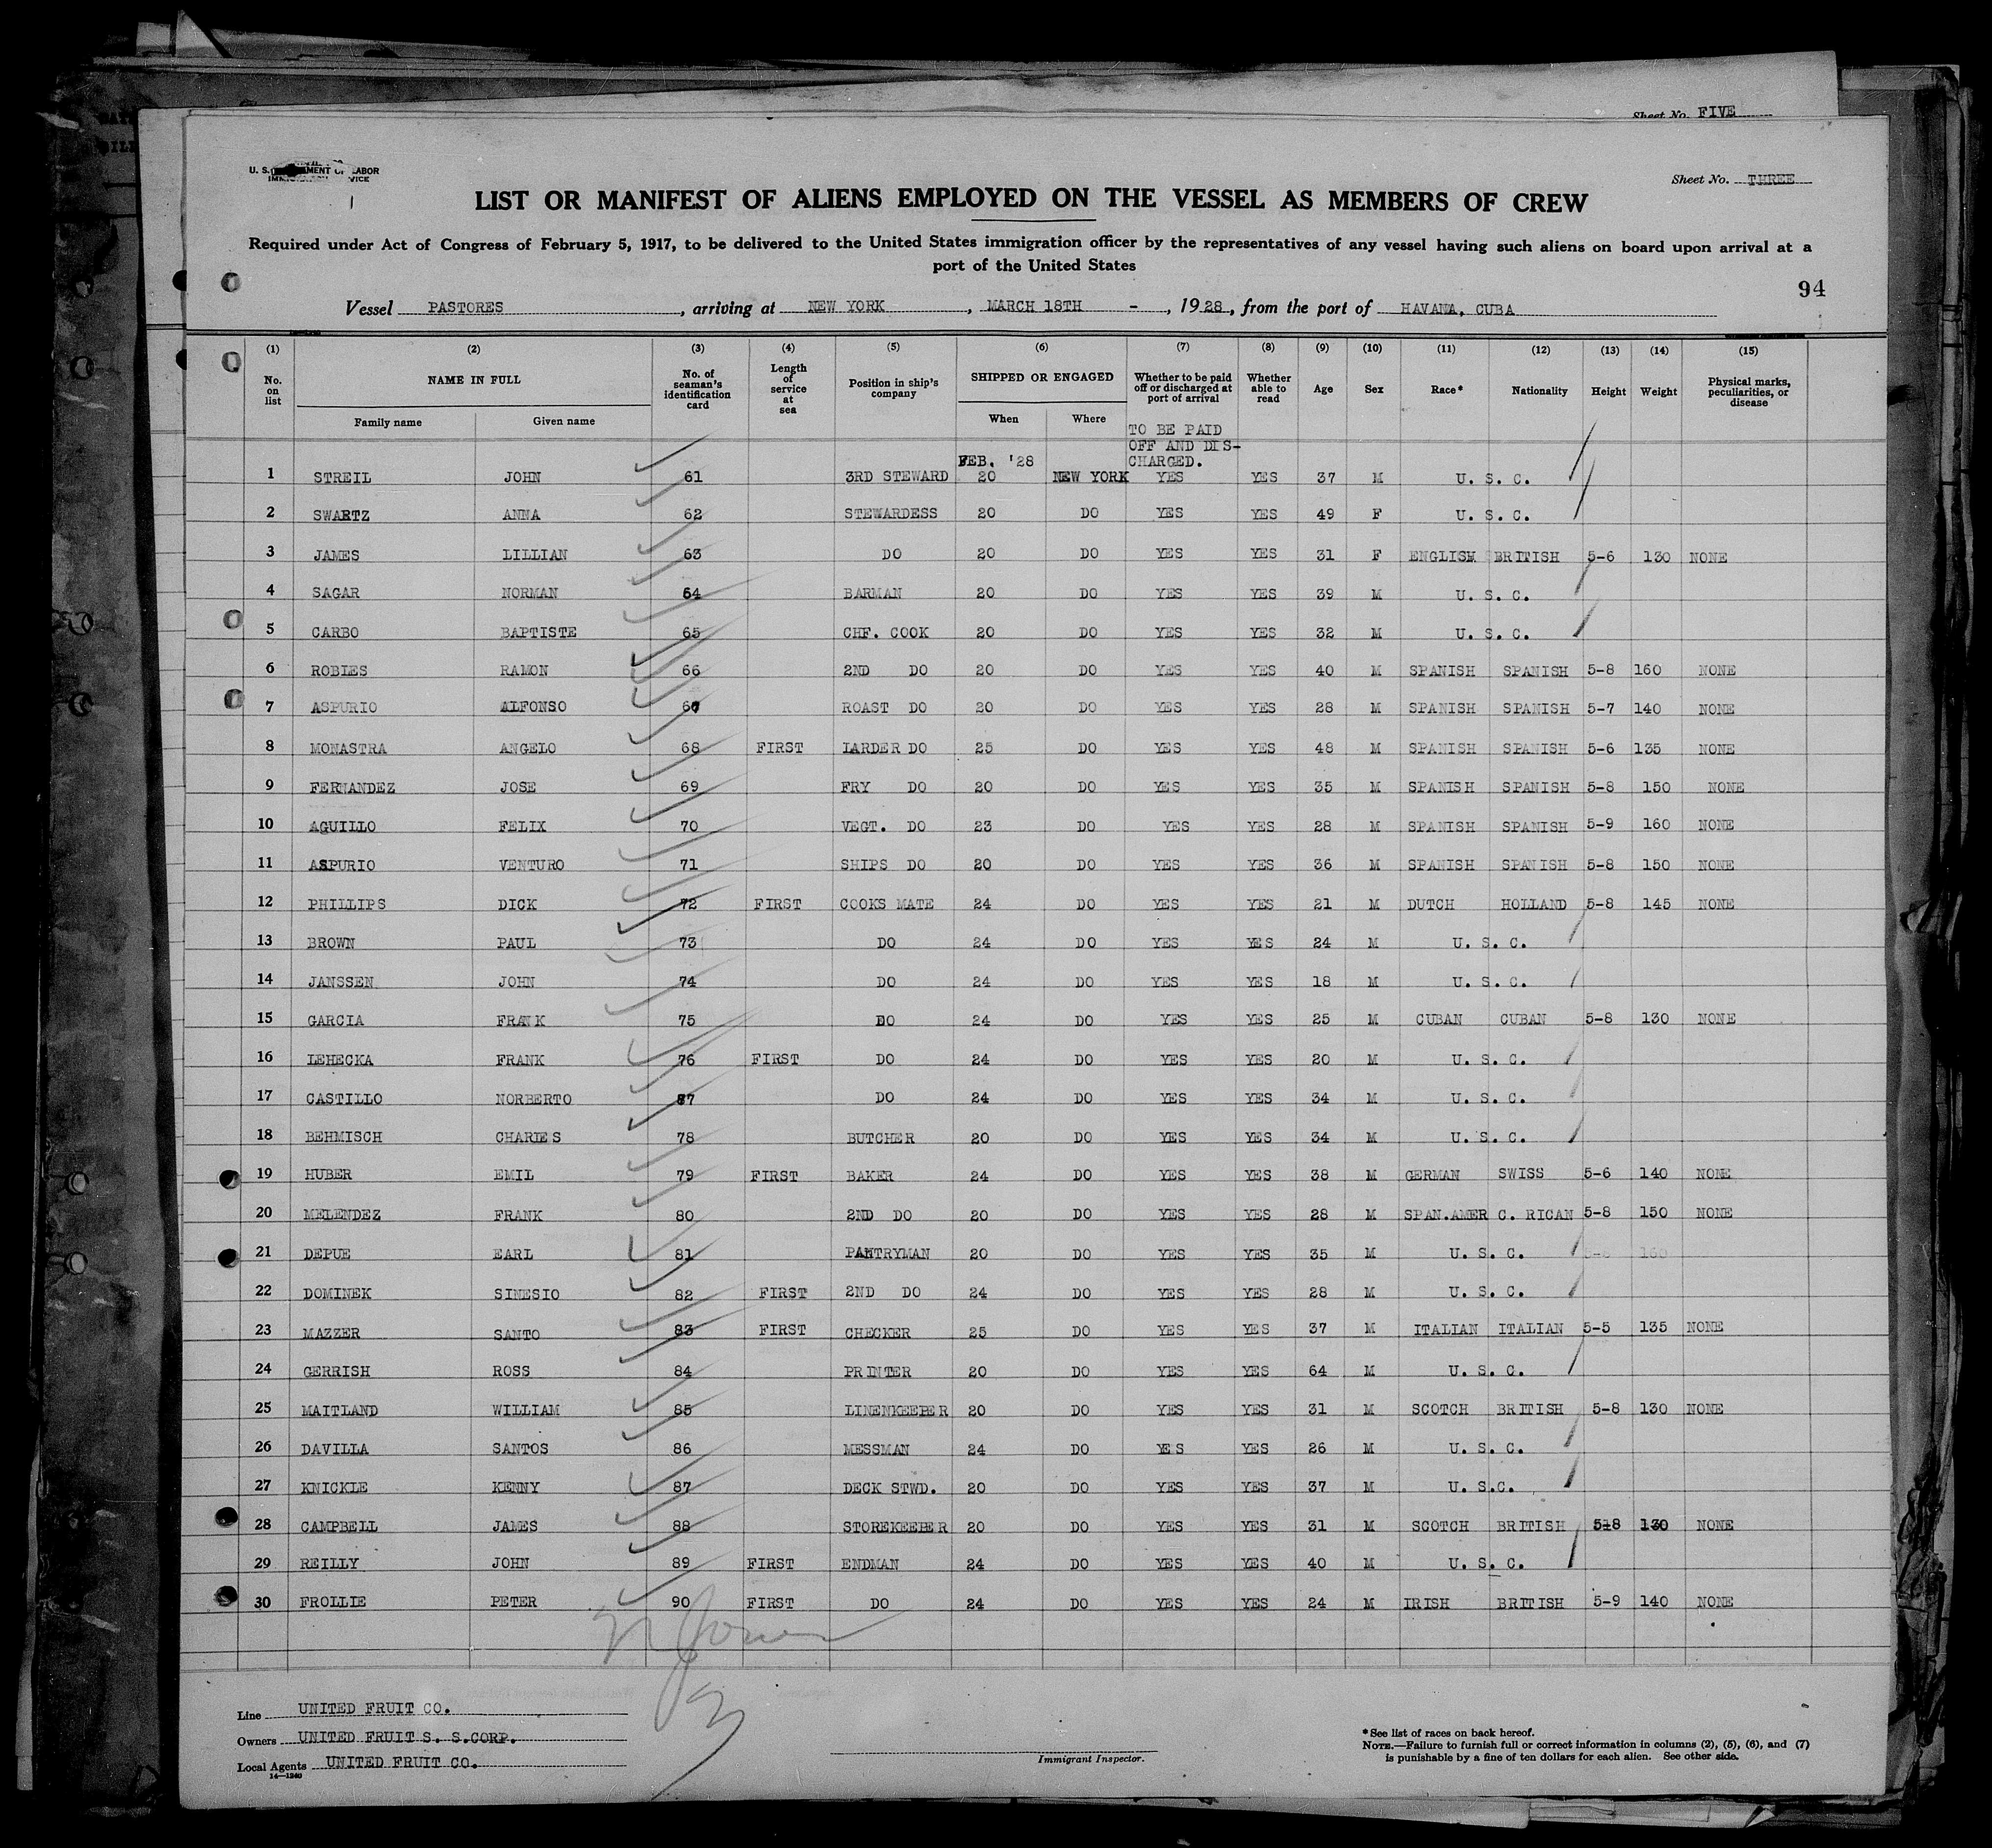 Sheet No. FIVE
U. S. LABOR
Sheet No. THREE
LIST OR MANIFEST OF ALIENS EMPLOYED ON THE VESSEL AS MEMBERS OF CREW
Required under Act of Congress of February 5, 1917, to be delivered to the United States immigration officer by the representatives of any vessel having such aliens on board upon arrival at a
port of the United States
94
Vessel PASTORES, arriving at NEW YORK, MARCH 18TH -, 1928, from the port of HAVANA, CUBA
(1) (2) (3) (4) (5) (6) (7) (8) (9) (10) (11) (12) (13) (14) (15)
No. on list NAME IN FULL Family name Given name No. of seaman's identification card Length of service at sea Position in ship's company SHIPPED OR ENGAGED When Where Whether to be paid off or discharged at port of arrival Whether able to read Age Sex Race* Nationality Height Weight Physical marks, peculiarities, or disease
TO BE PAID
OFF AND DIS-
FEB. '28 CHARGED.
1 STREIL JOHN 61 3RD STEWARD 20 NEW YORK YES YES 37 M U. S. C.
2 SWARTZ ANNA 62 STEWARDESS 20 DO YES YES 49 F U. S. C.
3 JAMES LILLIAN 63 DO 20 DO YES YES 31 F ENGLISH BRITISH 5-6 130 NONE
4 SAGAR NORMAN 64 BARMAN 20 DO YES YES 39 M U. S. C.
5 CARBO BAPTISTE 65 CHF. COOK 20 DO YES YES 32 M U. S. C.
6 ROBLES RAMON 66 2ND DO 20 DO YES YES 40 M SPANISH SPANISH 5-8 160 NONE
7 ASPURIO ALFONSO 67 ROAST DO 20 DO YES YES 28 M SPANISH SPANISH 5-7 140 NONE
8 MONASTRA ANGELO 68 FIRST LARDER DO 25 DO YES YES 48 M SPANISH SPANISH 5-6 135 NONE
9 FERNANDEZ JOSE 69 FRY DO 20 DO YES YES 35 M SPANISH SPANISH 5-8 150 NONE
10 AGUILLO FELIX 70 VEGT. DO 23 DO YES YES 28 M SPANISH SPANISH 5-9 160 NONE
11 ASPURIO VENTURO 71 SHIPS DO 20 DO YES YES 36 M SPANISH SPANISH 5-8 150 NONE
12 PHILLIPS DICK 72 FIRST COOKS MATE 24 DO YES YES 21 M DUTCH HOLLAND 5-8 145 NONE
13 BROWN PAUL 73 DO 24 DO YES YES 24 M U. S. C.
14 JANSSEN JOHN 74 DO 24 DO YES YES 18 M U. S. C.
15 GARCIA FRANK 75 DO 24 DO YES YES 25 M CUBAN CUBAN 5-8 130 NONE
16 LEHECKA FRANK 76 FIRST DO 24 DO YES YES 20 M U. S. C.
17 CASTILLO NORBERTO 77 DO 24 DO YES YES 34 M U. S. C.
18 BEHMISCH CHARLES 78 BUTCHER 20 DO YES YES 34 M U. S. C.
19 HUBER EMIL 79 FIRST BAKER 24 DO YES YES 38 M GERMAN SWISS 5-6 140 NONE
20 MELENDEZ FRANK 80 2ND DO 20 DO YES YES 28 M SPAN.AMER C. RICAN 5-8 150 NONE
21 DEPUE EARL 81 PANTRYMAN 20 DO YES YES 35 M U. S. C.
22 DOMINEK SINESIO 82 FIRST 2ND DO 24 DO YES YES 28 M U. S. C.
23 MAZZER SANTO 83 FIRST CHECKER 25 DO YES YES 37 M ITALIAN ITALIAN 5-5 135 NONE
24 GERRISH ROSS 84 PRINTER 20 DO YES YES 64 M U. S. C.
25 MAITLAND WILLIAM 85 LINENKEEPER 20 DO YES YES 31 M SCOTCH BRITISH 5-8 130 NONE
26 DAVILLA SANTOS 86 MESSMAN 24 DO YES YES 26 M U. S. C.
27 KNICKLE KENNY 87 DECK STWD. 20 DO YES YES 37 M U. S.C.
28 CAMPBELL JAMES 88 STOREKEEPER 20 DO YES YES 31 M SCOTCH BRITISH 5-8 130 NONE
29 REILLY JOHN 89 FIRST ENDMAN 24 DO YES YES 40 M U. S. C.
30 FROLLIE PETER 90 FIRST DO 24 DO YES YES 24 M IRISH BRITISH 5-9 140 NONE
Line UNITED FRUIT CO.
Owners UNITED FRUIT S. S.CORP.
Local Agents UNITED FRUIT CO.
14—1240
Immigrant Inspector.
*See list of races on back hereof.
NOTE.—Failure to furnish full or correct information in columns (2), (5), (6), and (7)
is punishable by a fine of ten dollars for each alien. See other side.